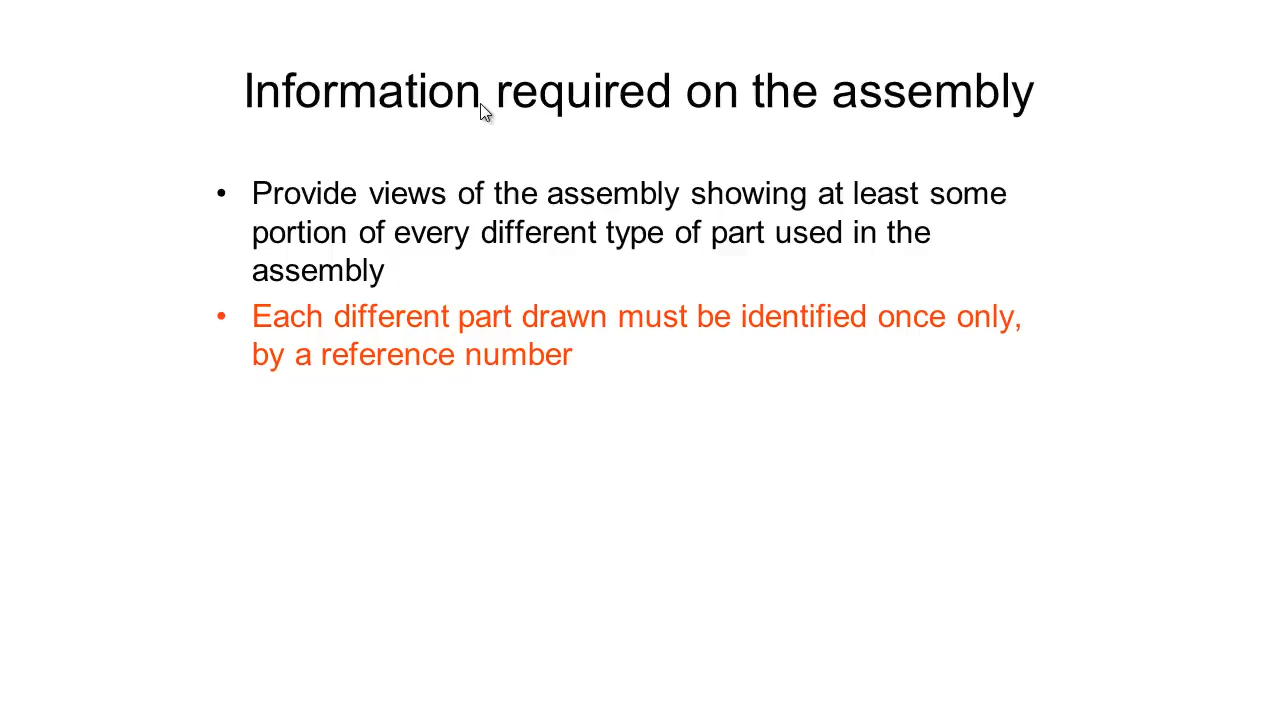 Information required on the assembly
• Provide views of the assembly showing at least some
portion of every different type of part used in the
assembly
• Each different part drawn must be identified once only,
by a reference number